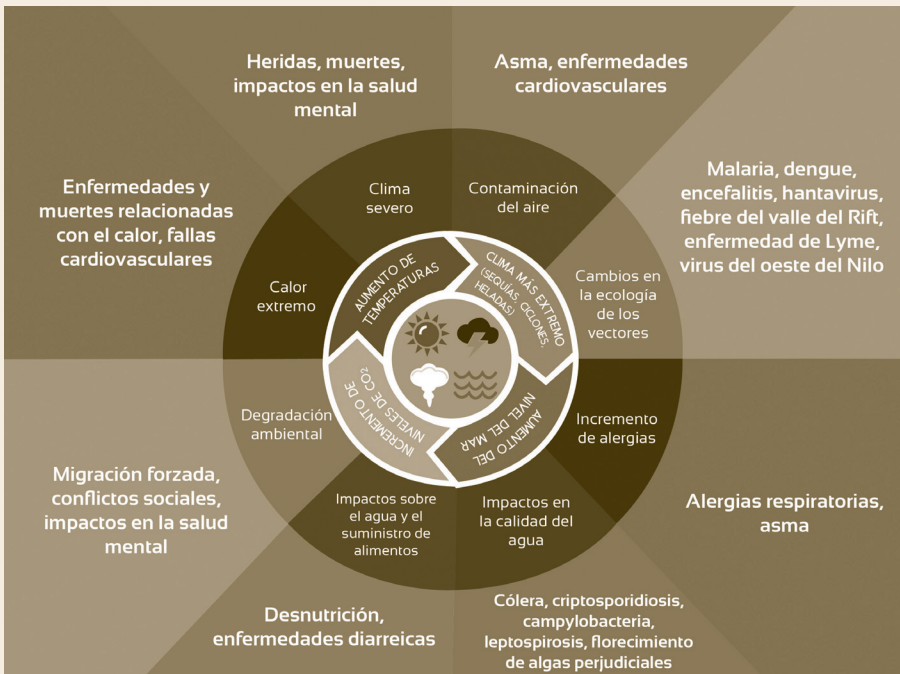 Heridas, muertes,
impactos en la salud
mental
Asma, enfermedades
cardiovasculares
Malaria, dengue,
encefalitis, hantavirus,
fiebre del valle del Rift,
enfermedad de Lyme,
virus del oeste del Nilo
Alergias respiratorias,
asma
Cólera, criptosporidiosis,
campylobacteria,
leptospirosis, florecimiento
de algas perjudiciales
Desnutrición,
enfermedades diarreicas
Migración forzada,
conflictos sociales,
impactos en la salud
mental
Enfermedades y
muertes relacionadas
con el calor, fallas
cardiovasculares
Clima
severo
Contaminación
del aire
Cambios en
la ecología
de los
vectores
Incremento
de alergias
Impactos en
la calidad del
agua
Impactos sobre
el agua y el
suministro de
alimentos
Degradación
ambiental
Calor
extremo
AUMENTO DE
TEMPERATURAS
CLIMA MÁS EXTREMO
(SEQUÍAS, CICLONES,
HELADAS)
AUMENTO DEL
NIVEL DEL MAR
INCREMENTO DE
NIVELES DE CO₂